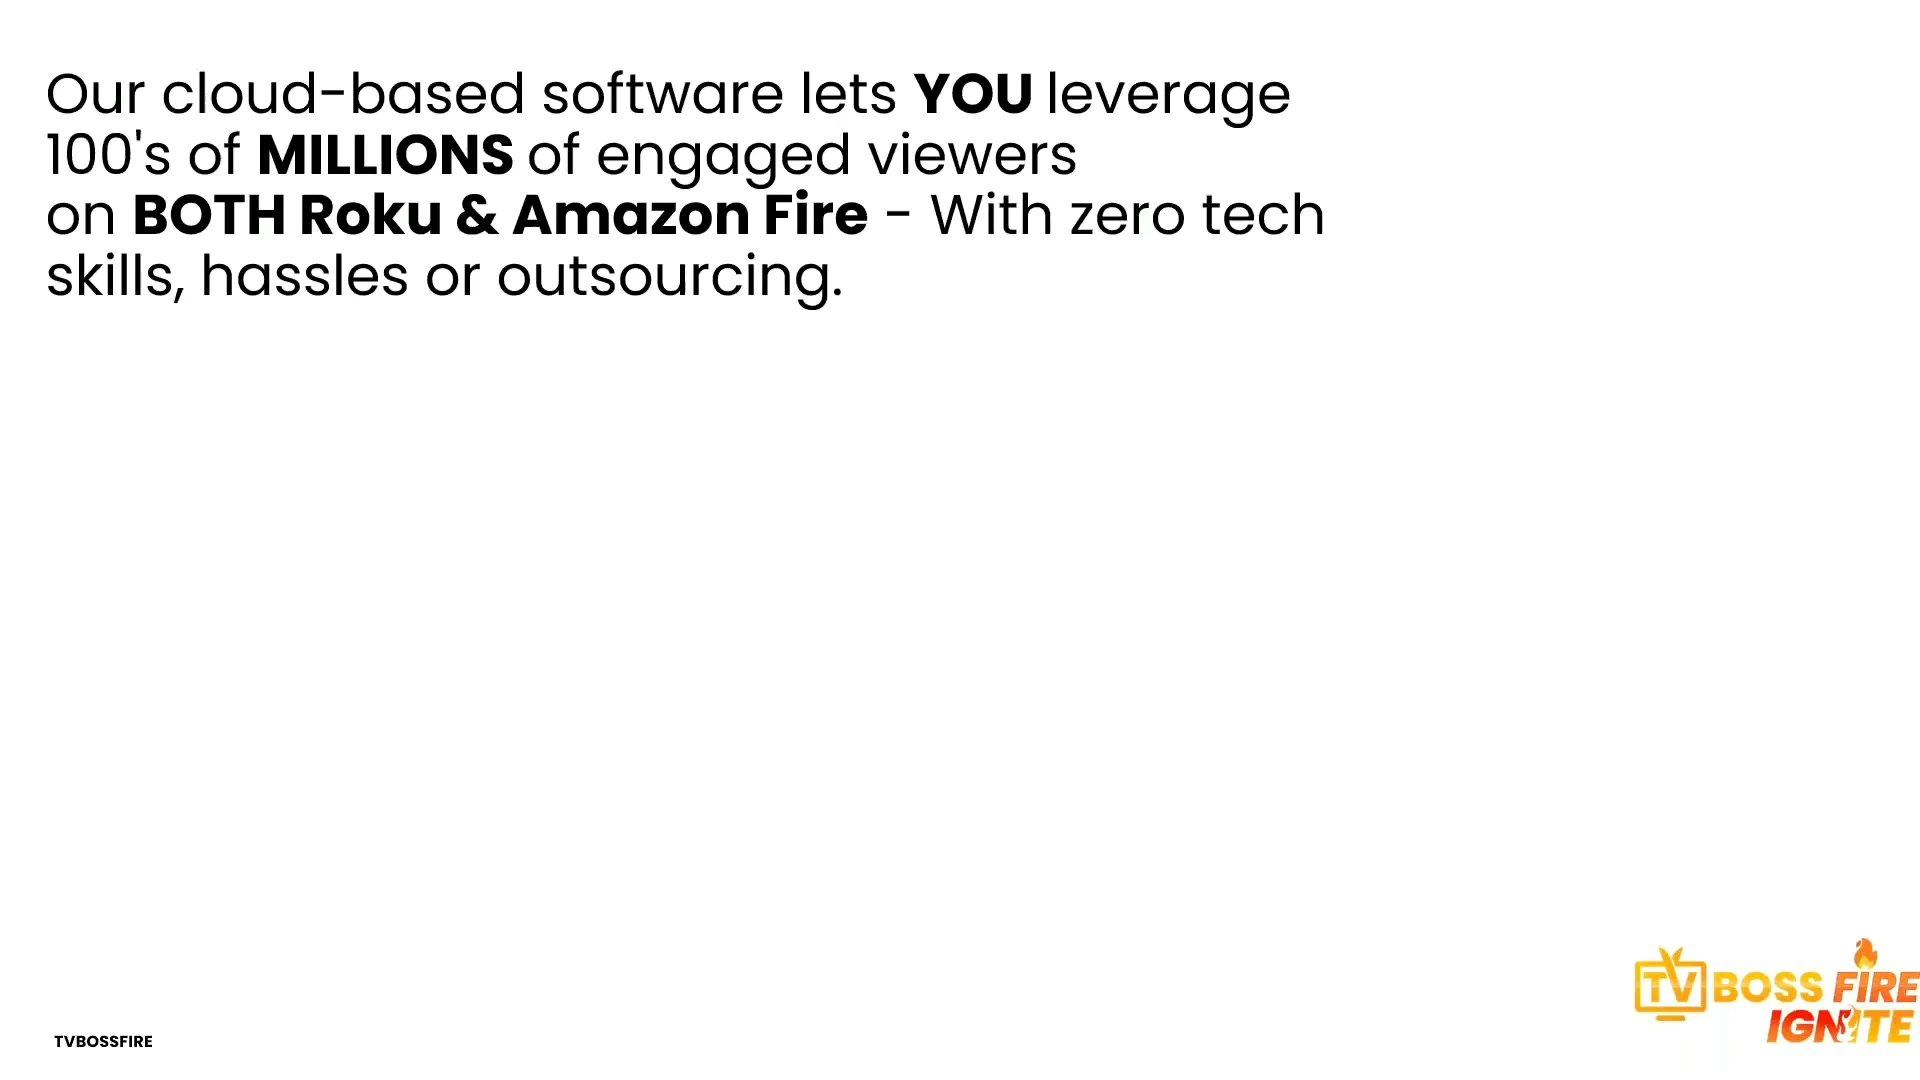 Our cloud-based software lets YOU leverage
100's of MILLIONS of engaged viewers
on BOTH Roku & Amazon Fire - With zero tech
skills, hassles or outsourcing.
TV BOSS FIRE
IGNITE
TVBOSSFIRE